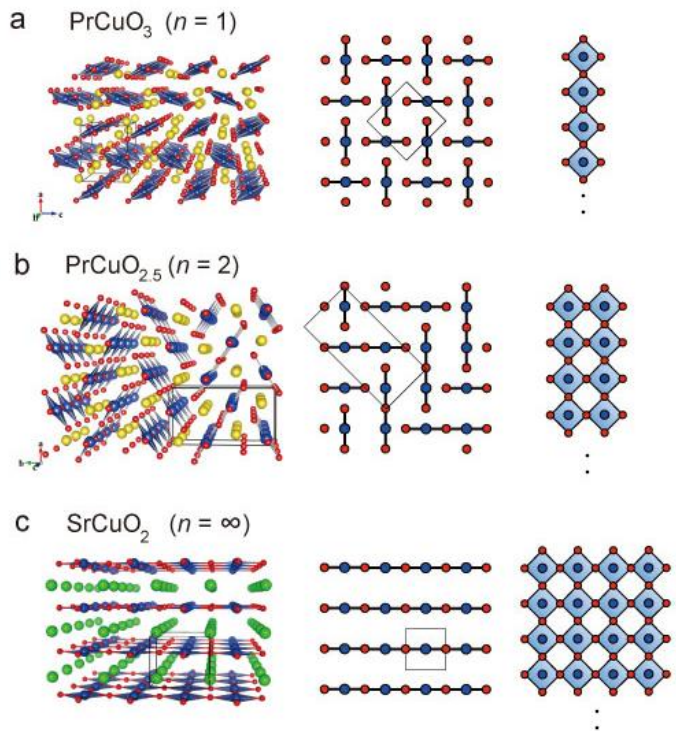 a PrCuO3 (n = 1)
a
b c
b PrCuO2.5 (n = 2)
a
b c
c SrCuO2 (n = ∞)